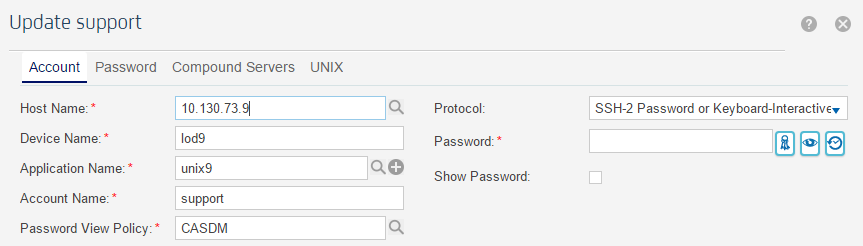 Update support
Account Password Compound Servers UNIX
Host Name: * 10.130.73.9
Protocol: SSH-2 Password or Keyboard-Interactive
Device Name: * lod9
Password: *
Application Name: * unix9
Show Password:
Account Name: * support
Password View Policy: * CASDM